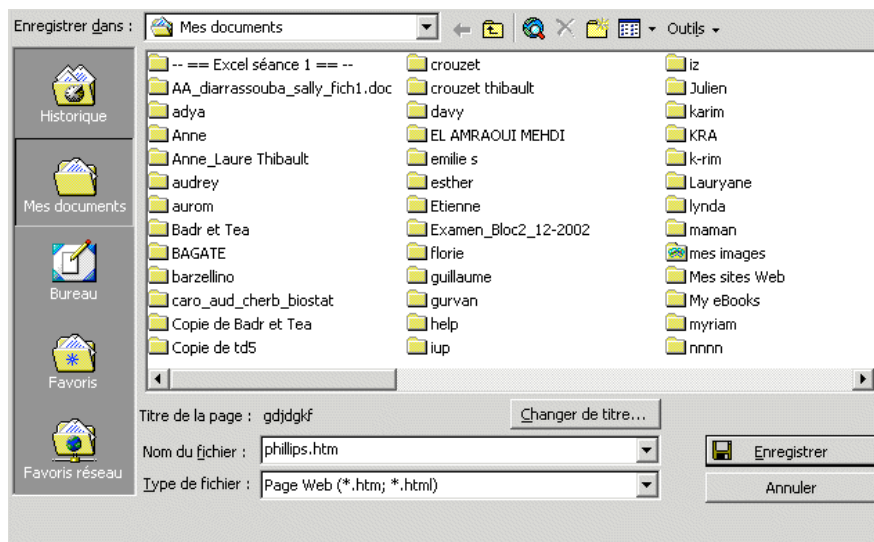 Enregistrer dans : Mes documents Outils
Historique
Mes documents
Bureau
Favoris
Favoris réseau
-- == Excel séance 1 == --
AA_diarrassouba_sally_fich1.doc
adya
Anne
Anne_Laure Thibault
audrey
aurom
Badr et Tea
BAGATE
barzellino
caro_aud_cherb_biostat
Copie de Badr et Tea
Copie de td5
crouzet
crouzet thibault
davy
EL AMRAOUI MEHDI
emilie s
esther
Etienne
Examen_Bloc2_12-2002
florie
guillaume
gurvan
help
iup
iz
Julien
karim
KRA
k-rim
Lauryane
lynda
maman
mes images
Mes sites Web
My eBooks
myriam
nnnn
Titre de la page : gdjdgkf Changer de titre...
Nom du fichier : phillips.htm Enregistrer
Type de fichier : Page Web (*.htm; *.html) Annuler